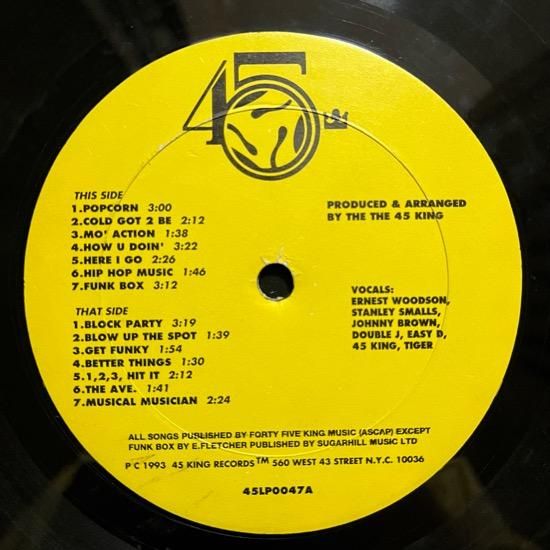 45
THIS SIDE
1.POPCORN 3:00
2.COLD GOT 2 BE 2:12
3.MO' ACTION 1:38
4.HOW U DOIN' 3:22
5.HERE I GO 2:26
6.HIP HOP MUSIC 1:46
7.FUNK BOX 3:12
THAT SIDE
1.BLOCK PARTY 3:19
2.BLOW UP THE SPOT 1:39
3.GET FUNKY 1:54
4.BETTER THINGS 1:30
5.1,2,3, HIT IT 2:12
6.THE AVE. 1:41
7.MUSICAL MUSICIAN 2:24
PRODUCED & ARRANGED
BY THE THE 45 KING
VOCALS:
ERNEST WOODSON,
STANLEY SMALLS,
JOHNNY BROWN,
DOUBLE J, EASY D,
45 KING, TIGER
ALL SONGS PUBLISHED BY FORTY FIVE KING MUSIC (ASCAP) EXCEPT
FUNK BOX BY E.FLETCHER PUBLISHED BY SUGARHILL MUSIC LTD
P C 1993 45 KING RECORDS™ 560 WEST 43 STREET N.Y.C. 10036
45LP0047A